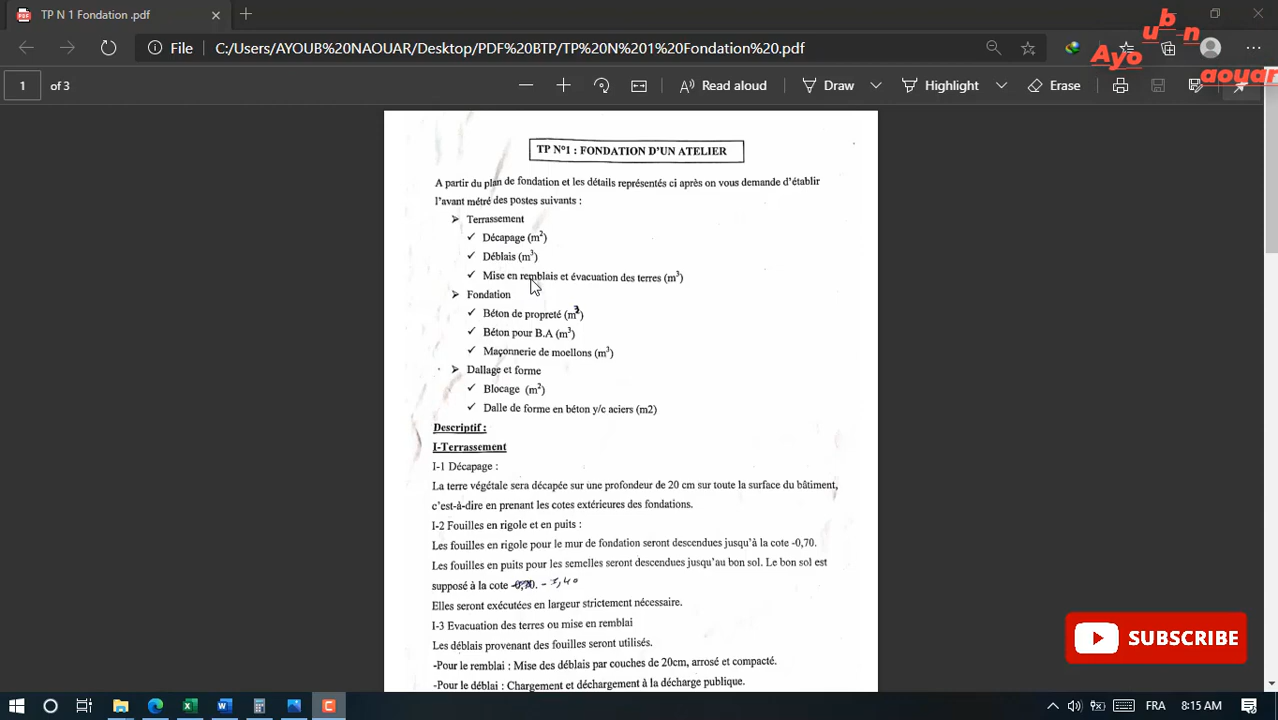 TP N 1 Fondation .pdf
File
C:/Users/AYOUB%20NAOUAR/Desktop/PDF%20BTP/TP%20N%201%20Fondation%20.pdf
Ayo
u
b
n
aouar
1 of 3
Read aloud
Draw
Highlight
Erase
TP N°1 : FONDATION D'UN ATELIER
A partir du plan de fondation et les détails représentés ci après on vous demande d'établir
l'avant métré des postes suivants :
➢ Terrassement
✓ Décapage (m²)
✓ Déblais (m³)
✓ Mise en remblais et évacuation des terres (m³)
➢ Fondation
✓ Béton de propreté (m³)
✓ Béton pour B.A (m³)
✓ Maçonnerie de moellons (m³)
➢ Dallage et forme
✓ Blocage (m²)
✓ Dalle de forme en béton y/c aciers (m2)
Descriptif :
I-Terrassement
I-1 Décapage :
La terre végétale sera décapée sur une profondeur de 20 cm sur toute la surface du bâtiment,
c'est-à-dire en prenant les cotes extérieures des fondations.
I-2 Fouilles en rigole et en puits :
Les fouilles en rigole pour le mur de fondation seront descendues jusqu'à la cote -0,70.
Les fouilles en puits pour les semelles seront descendues jusqu'au bon sol. Le bon sol est
supposé à la cote
Elles seront exécutées en largeur strictement nécessaire.
I-3 Evacuation des terres ou mise en remblai
Les déblais provenant des fouilles seront utilisés.
-Pour le remblai : Mise des déblais par couches de 20cm, arrosé et compacté.
-Pour le déblai : Chargement et déchargement à la décharge publique.
SUBSCRIBE
FRA
8:15 AM